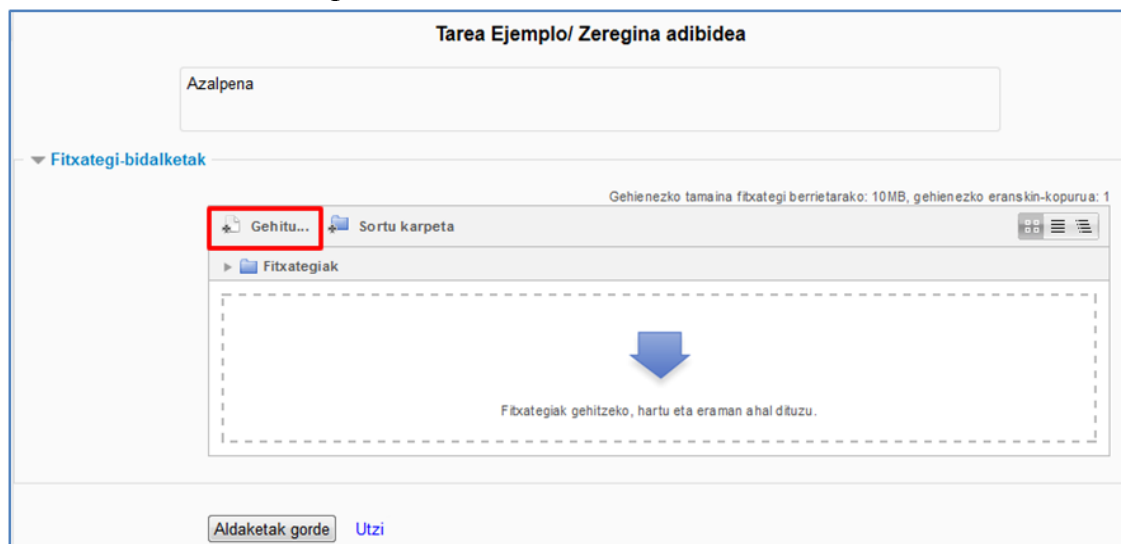 Tarea Ejemplo/ Zeregina adibidea
Azalpena
Fitxategi-bidalketak
Gehienezko tamaina fitxategi berrietarako: 10MB, gehienezko eranskin-kopurua: 1
Gehitu... Sortu karpeta
Fitxategiak
Fitxategiak gehitzeko, hartu eta eraman ahal dituzu.
Aldaketak gorde Utzi